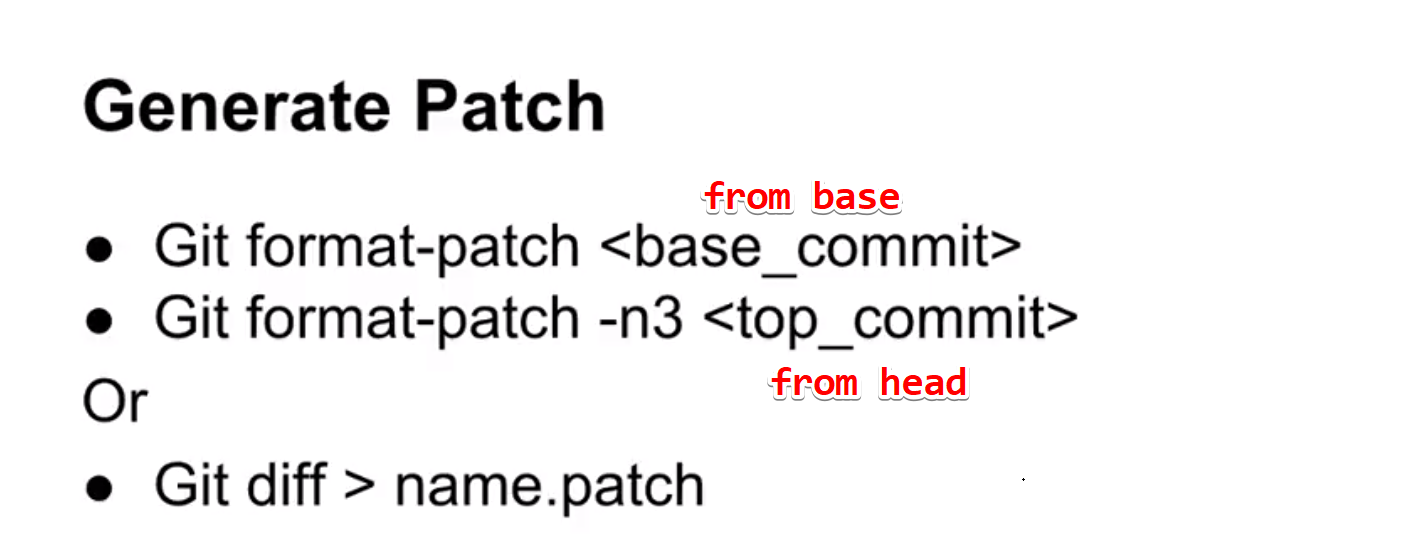 Generate Patch
from base
● Git format-patch <base_commit>
● Git format-patch -n3 <top_commit>
from head
Or
● Git diff > name.patch